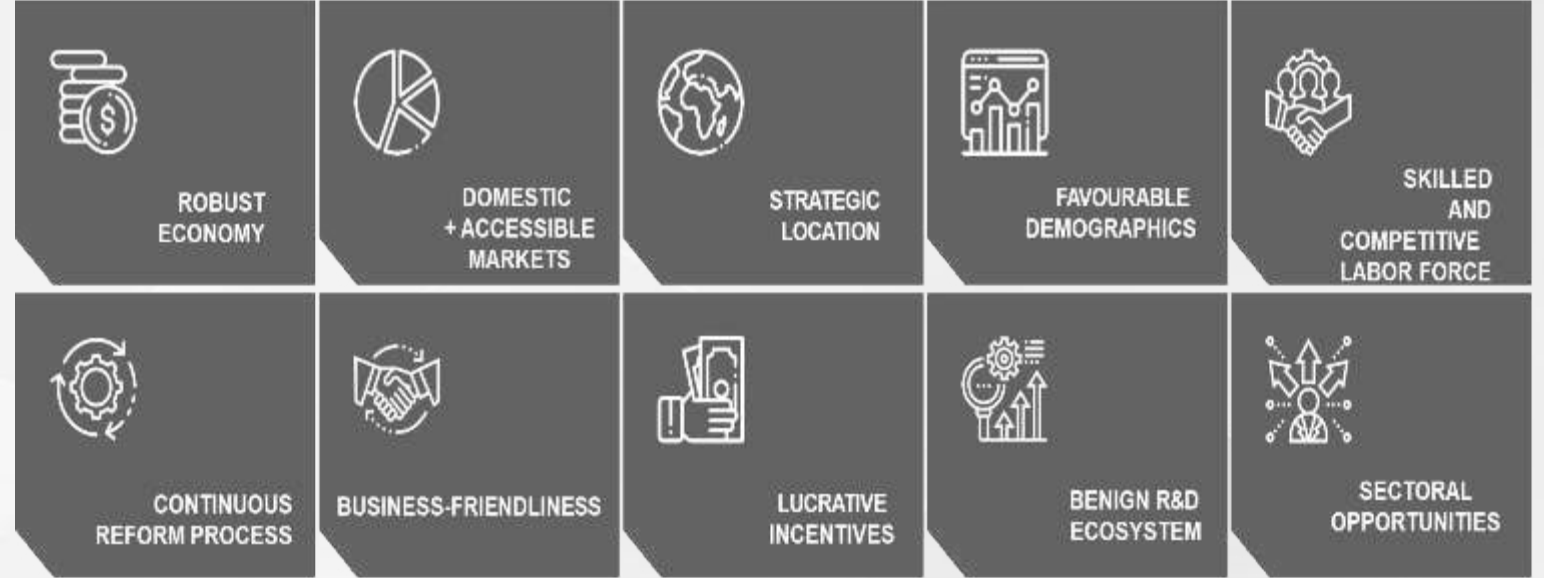 ROBUST
ECONOMY
DOMESTIC
+ ACCESSIBLE
MARKETS
STRATEGIC
LOCATION
FAVOURABLE
DEMOGRAPHICS
SKILLED
AND
COMPETITIVE
LABOR FORCE
CONTINUOUS
REFORM PROCESS
BUSINESS-FRIENDLINESS
LUCRATIVE
INCENTIVES
BENIGN R&D
ECOSYSTEM
SECTORAL
OPPORTUNITIES